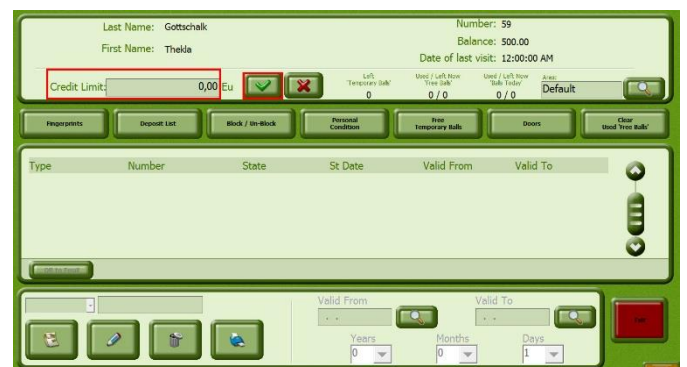 Last Name: Gottschalk
Number: 59
Balance: 500.00
First Name: Thekla
Date of last visit: 12:00:00 AM
Credit Limit: 0,00 Eu
Left 'Temporary Balls' 0
Used / Left Now 'Free Balls' 0 / 0
Used / Left Now 'Balls Today' 0 / 0
Area:
Default
Fingerprints
Deposit List
Block / Un-Block
Personal
Condition
Free
Temporary Balls
Doors
Clear
Used 'Free Balls'
Type Number State St Date Valid From Valid To
Valid From Valid To
. . . .
Years Months Days
0 0 1